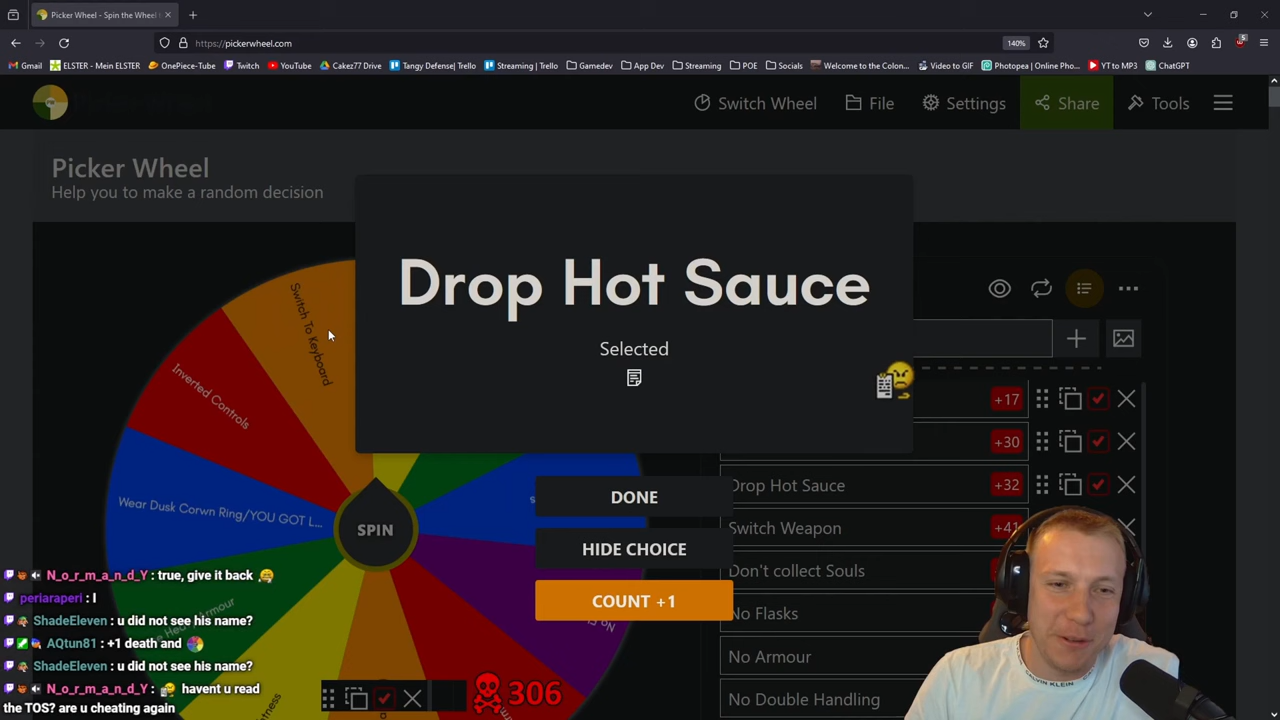 Picker Wheel - Spin the Wheel
https://pickerwheel.com
140%
5
Gmail
ELSTER - Mein ELSTER
OnePiece-Tube
Twitch
YouTube
Cakez77 Drive
Tangy Defense| Trello
Streaming | Trello
Gamedev
App Dev
Streaming
POE
Socials
Welcome to the Colon...
Video to GIF
Photopea | Online Pho...
YT to MP3
ChatGPT
Picker Wheel
Switch Wheel
File
Settings
Share
Tools
Picker Wheel
Help you to make a random decision
Drop Hot Sauce
Selected
DONE
HIDE CHOICE
COUNT +1
Switch To Keyboard
Inverted Controls
Wear Dusk Corwn Ring/YOU GOT L...
SPIN
+17
+30
Drop Hot Sauce
+32
Switch Weapon
+41
Don't collect Souls
No Flasks
No Armour
No Double Handling
N_o_r_m_a_n_d_Y : true, give it back
periaraperi : I
ShadeEleven : u did not see his name?
AQtun81 : +1 death and
ShadeEleven : u did not see his name?
N_o_r_m_a_n_d_Y : havent u read
the TOS? are u cheating again
306
CALVIN KLEIN